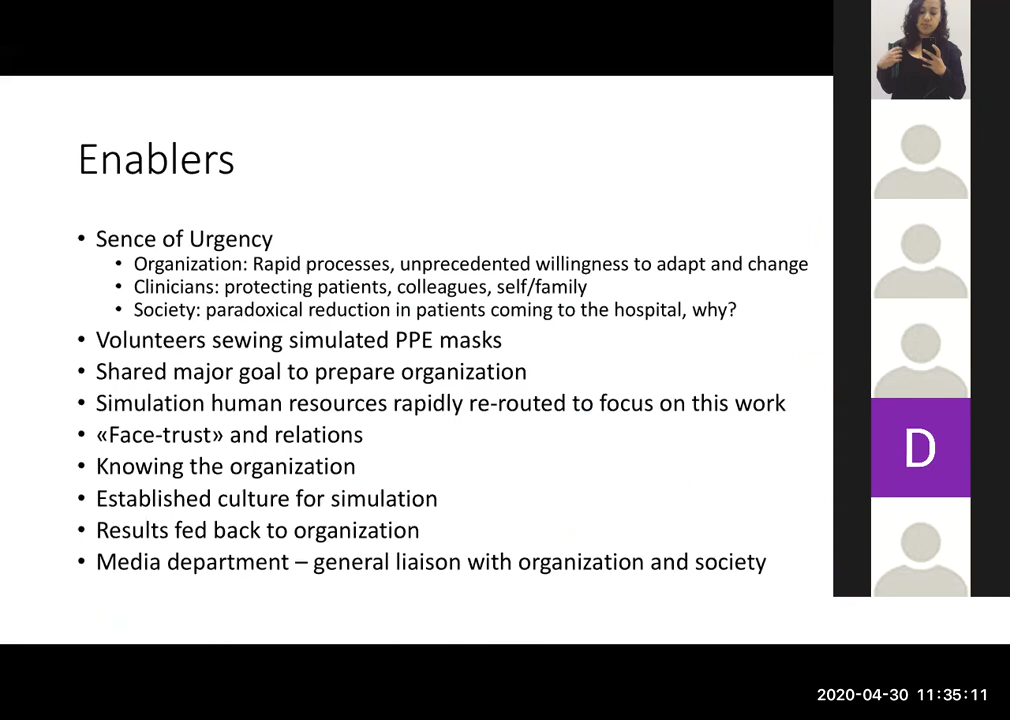 Enablers
• Sence of Urgency
• Organization: Rapid processes, unprecedented willingness to adapt and change
• Clinicians: protecting patients, colleagues, self/family
• Society: paradoxical reduction in patients coming to the hospital, why?
• Volunteers sewing simulated PPE masks
• Shared major goal to prepare organization
• Simulation human resources rapidly re-routed to focus on this work
• «Face-trust» and relations
• Knowing the organization
• Established culture for simulation
• Results fed back to organization
• Media department – general liaison with organization and society
D
2020-04-30 11:35:11